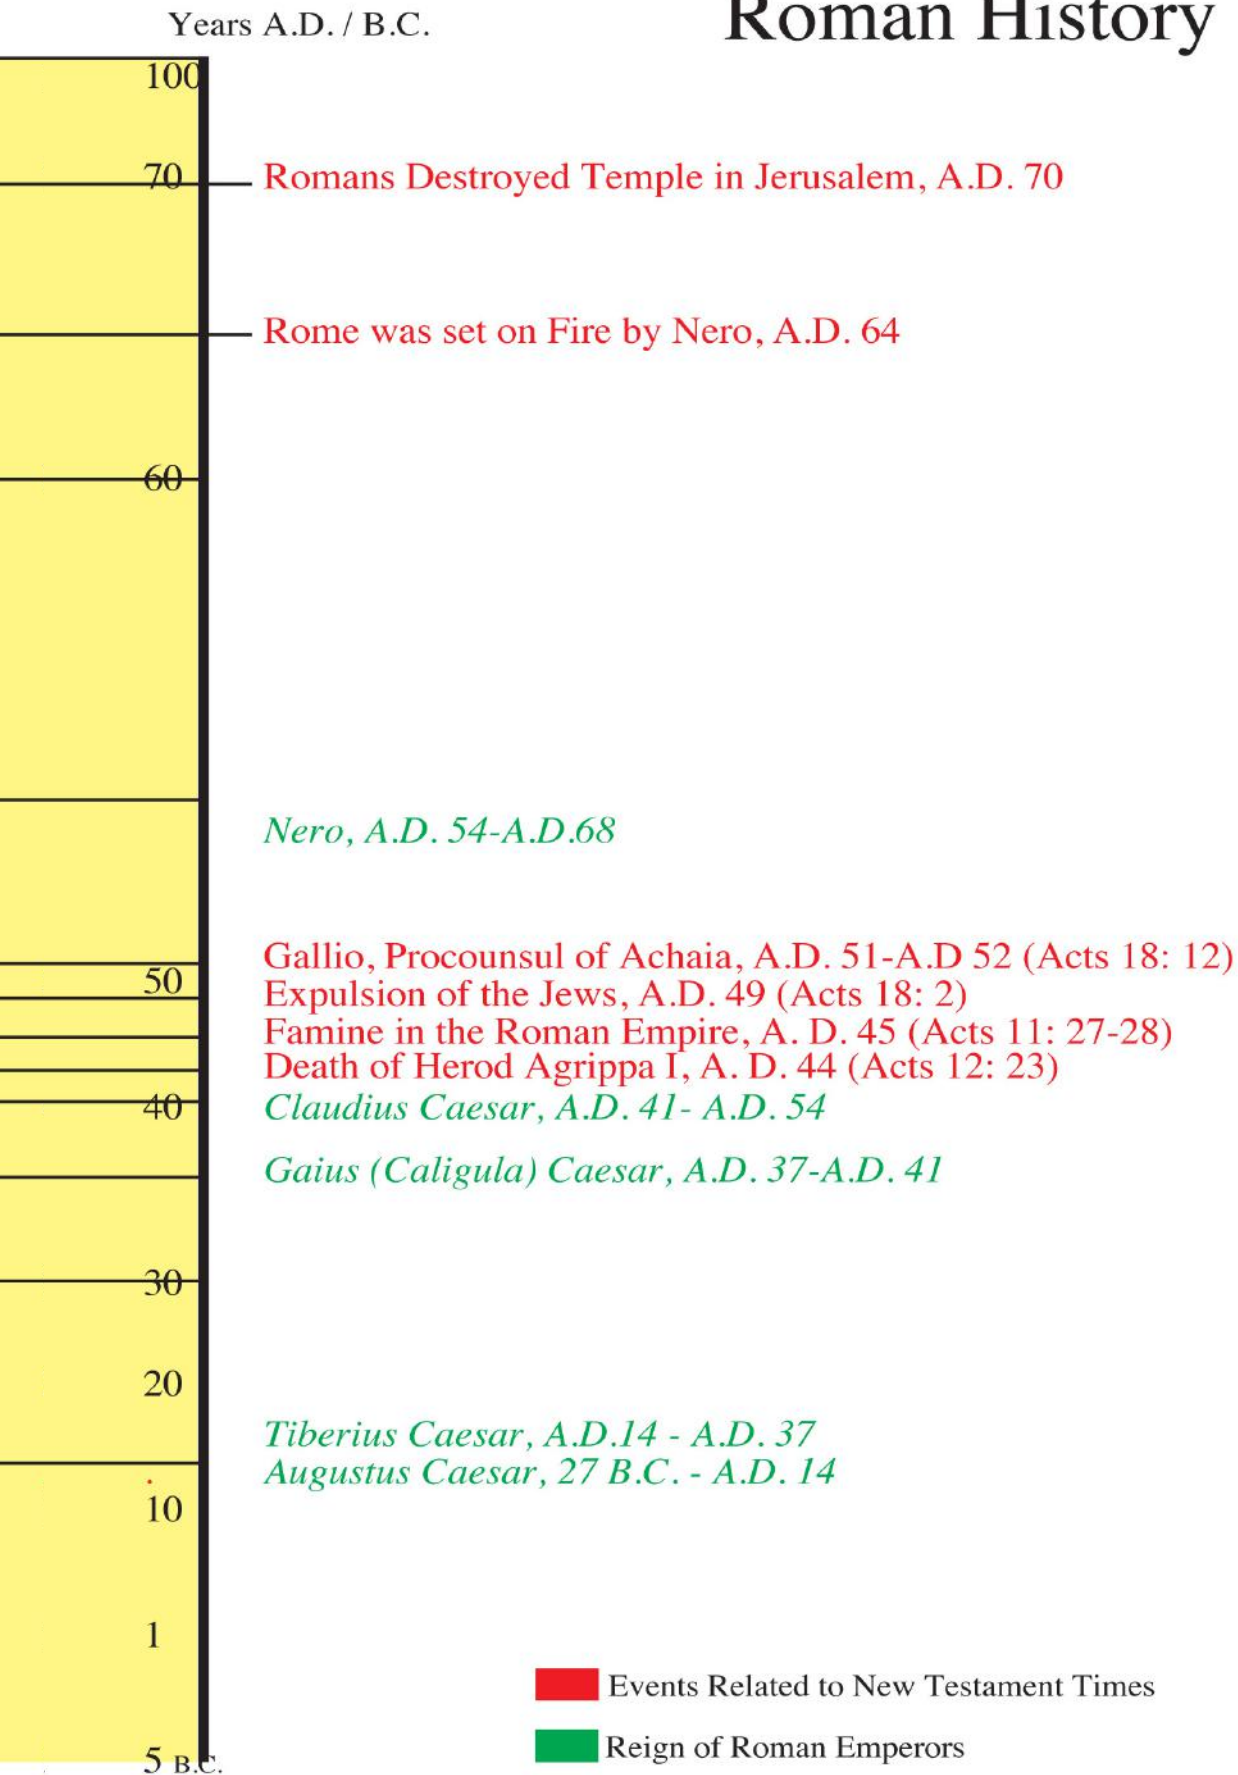 Years A.D. / B.C.
Roman History
100
70
Romans Destroyed Temple in Jerusalem, A.D. 70
Rome was set on Fire by Nero, A.D. 64
60
Nero, A.D. 54-A.D.68
Gallio, Procounsul of Achaia, A.D. 51-A.D 52 (Acts 18: 12)
50
Expulsion of the Jews, A.D. 49 (Acts 18: 2)
Famine in the Roman Empire, A. D. 45 (Acts 11: 27-28)
Death of Herod Agrippa I, A. D. 44 (Acts 12: 23)
40
Claudius Caesar, A.D. 41- A.D. 54
Gaius (Caligula) Caesar, A.D. 37-A.D. 41
30
20
Tiberius Caesar, A.D.14 - A.D. 37
Augustus Caesar, 27 B.C. - A.D. 14
10
1
Events Related to New Testament Times
Reign of Roman Emperors
5 B.C.